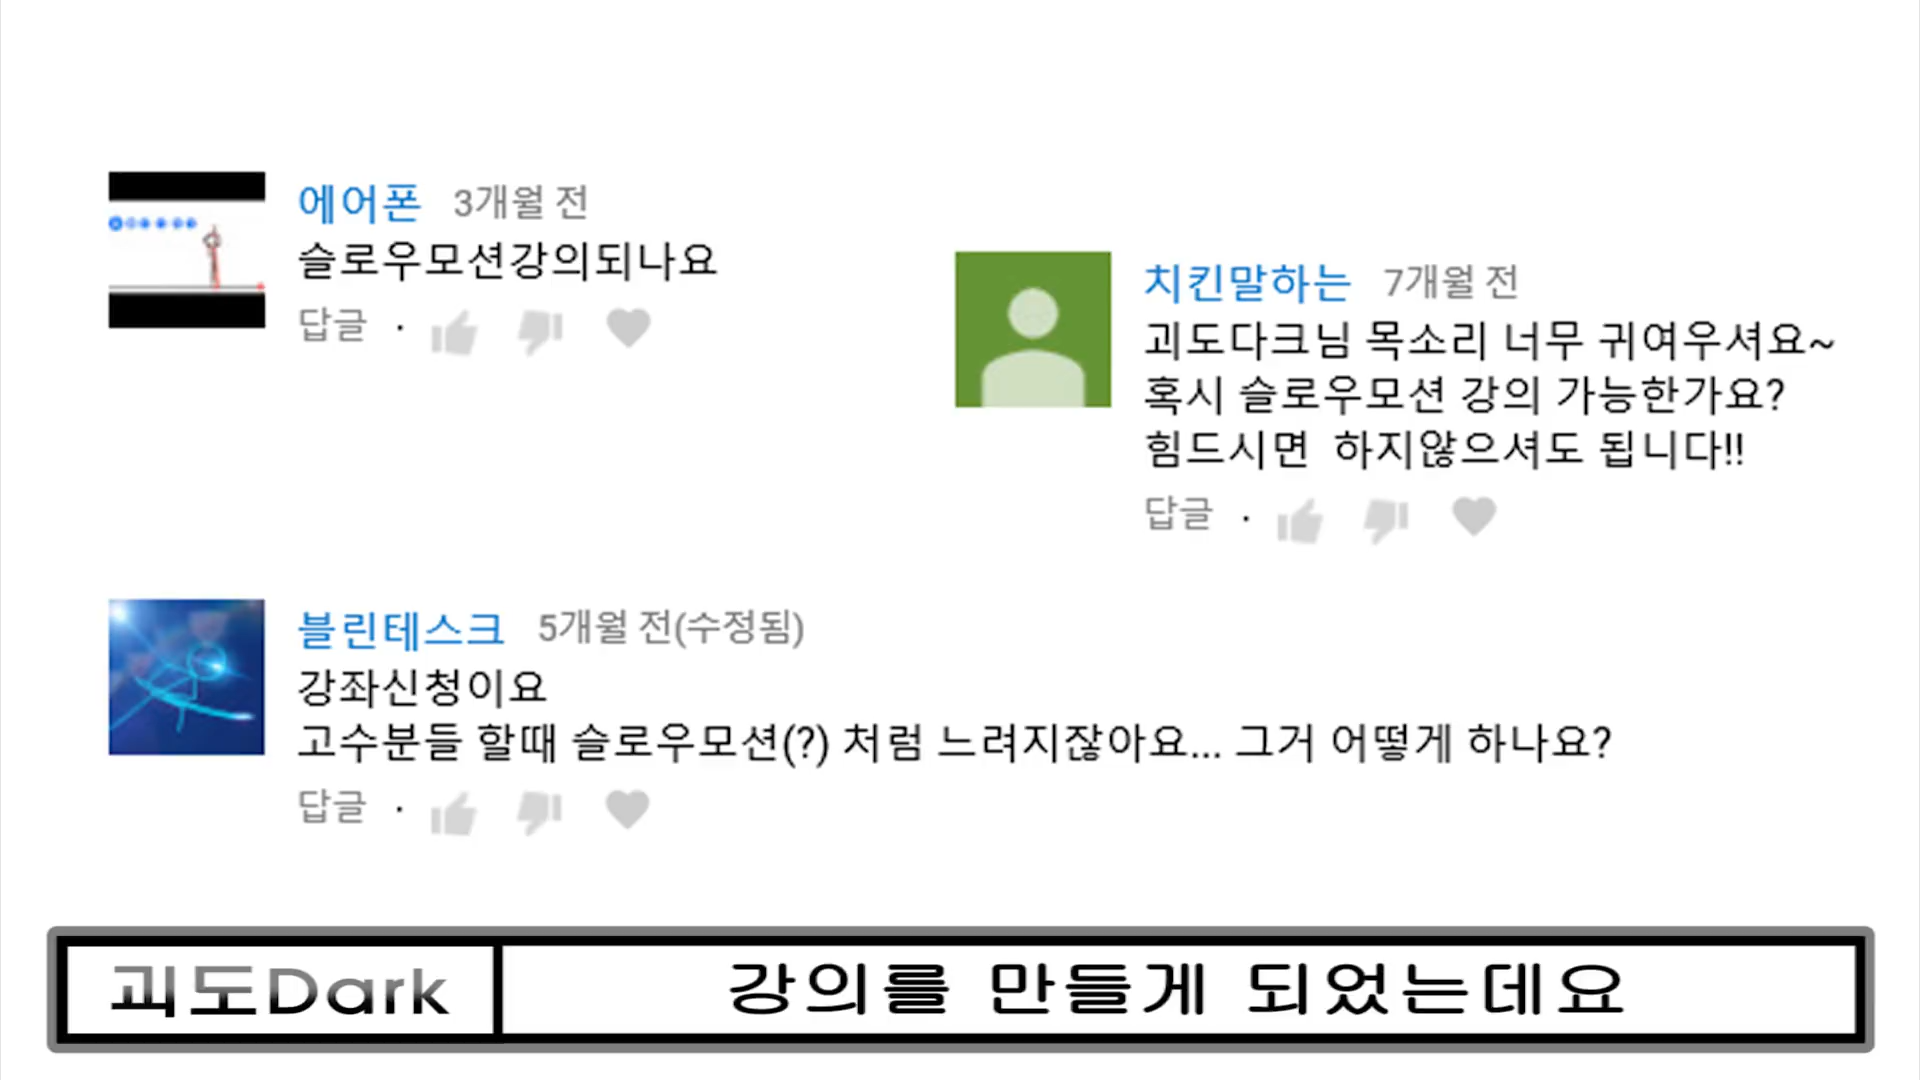 에어폰 3개월 전
슬로우모션강의되나요
답글 ·
치킨말하는 7개월 전
괴도다크님 목소리 너무 귀여우셔요~
혹시 슬로우모션 강의 가능한가요?
힘드시면 하지않으셔도 됩니다!!
답글 ·
블린테스크 5개월 전(수정됨)
강좌신청이요
고수분들 할때 슬로우모션(?) 처럼 느려지잖아요... 그거 어떻게 하나요?
답글 ·
괴도Dark 강의를 만들게 되었는데요